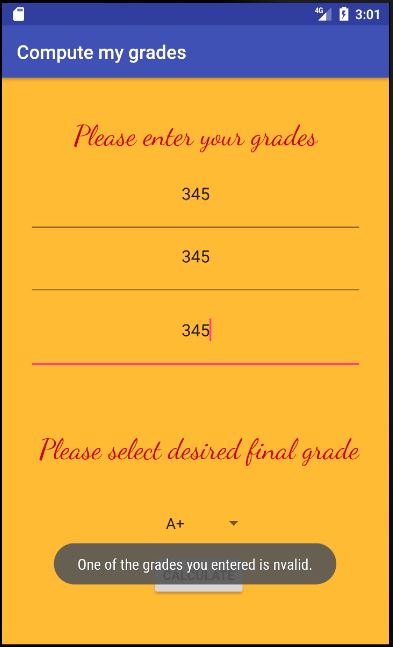 4G 3:01
Compute my grades
Please enter your grades
345
345
345
Please select desired final grade
A+
One of the grades you entered is nvalid.
CALCULATE